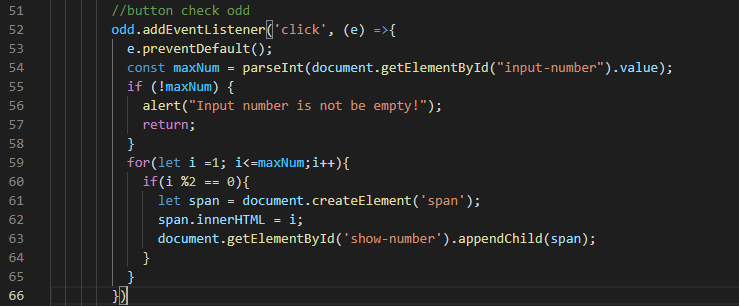 51 //button check odd
52 odd.addEventListener('click', (e) =>{
53 e.preventDefault();
54 const maxNum = parseInt(document.getElementById("input-number").value);
55 if (!maxNum) {
56 alert("Input number is not be empty!");
57 return;
58 }
59 for(let i =1; i<=maxNum;i++){
60 if(i %2 == 0){
61 let span = document.createElement('span');
62 span.innerHTML = i;
63 document.getElementById('show-number').appendChild(span);
64 }
65 }
66 })